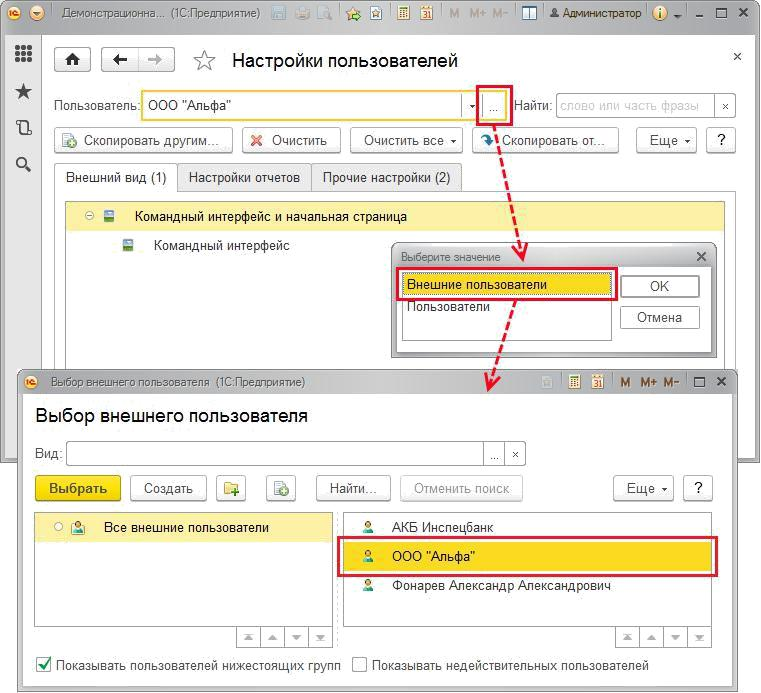 Демонстрационна... (1С:Предприятие) M M+ M- Администратор
Настройки пользователей
Пользователь: ООО "Альфа" ... Найти: слово или часть фразы ×
Скопировать другим... Очистить Очистить все Скопировать от... Еще ?
Внешний вид (1) Настройки отчетов Прочие настройки (2)
Командный интерфейс и начальная страница
Командный интерфейс
Выберите значение
Внешние пользователи OK
Пользователи
Отмена
Выбор внешнего пользователя (1С:Предприятие) M M+ M-
Выбор внешнего пользователя
Вид: ... ×
Выбрать Создать Найти... Отменить поиск Еще ?
Все внешние пользователи
АКБ Инспецбанк
ООО "Альфа"
Фонарев Александр Александрович
Показывать пользователей нижестоящих групп Показывать недействительных пользователей